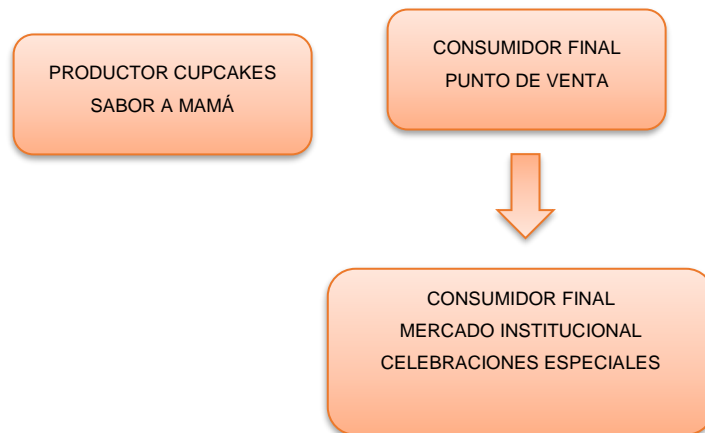 PRODUCTOR CUPCAKES
SABOR A MAMÁ
CONSUMIDOR FINAL
PUNTO DE VENTA
CONSUMIDOR FINAL
MERCADO INSTITUCIONAL
CELEBRACIONES ESPECIALES